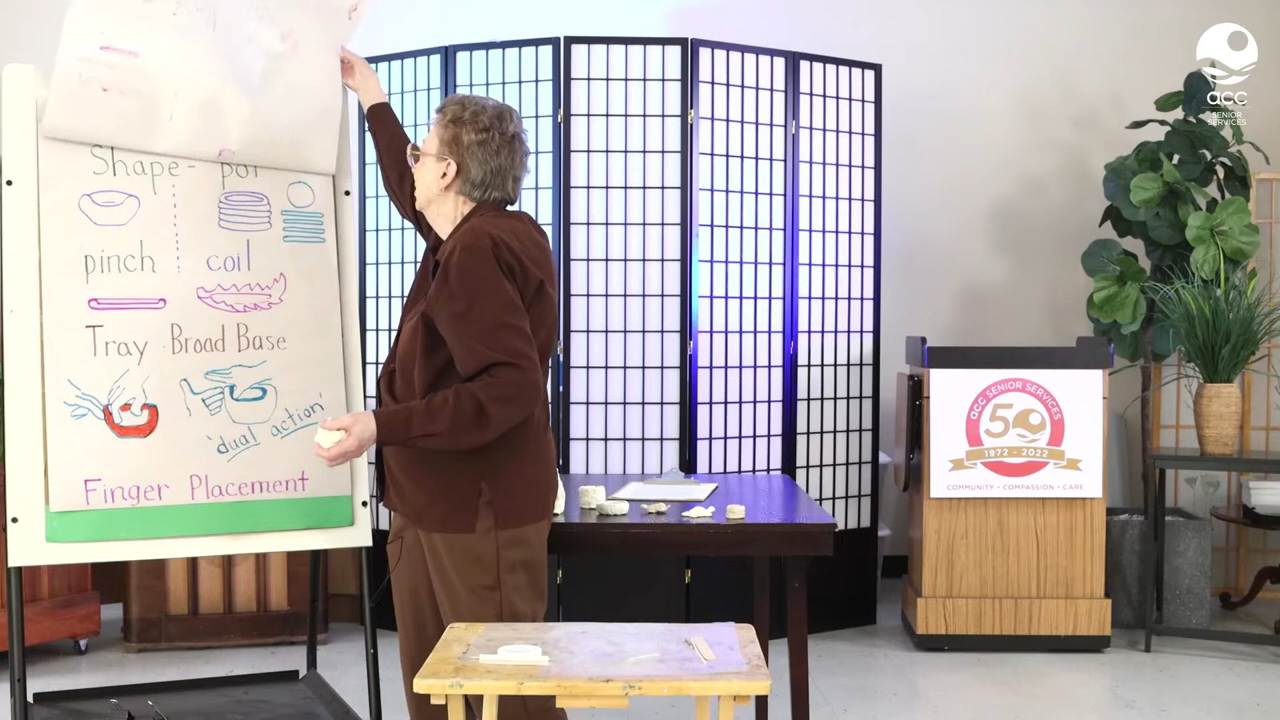 Shape- pot
pinch coil
Tray Broad Base
'dual action'
Finger Placement
acc
SENIOR
SERVICES
acc SENIOR SERVICES
50
1972 - 2022
COMMUNITY • COMPASSION • CARE